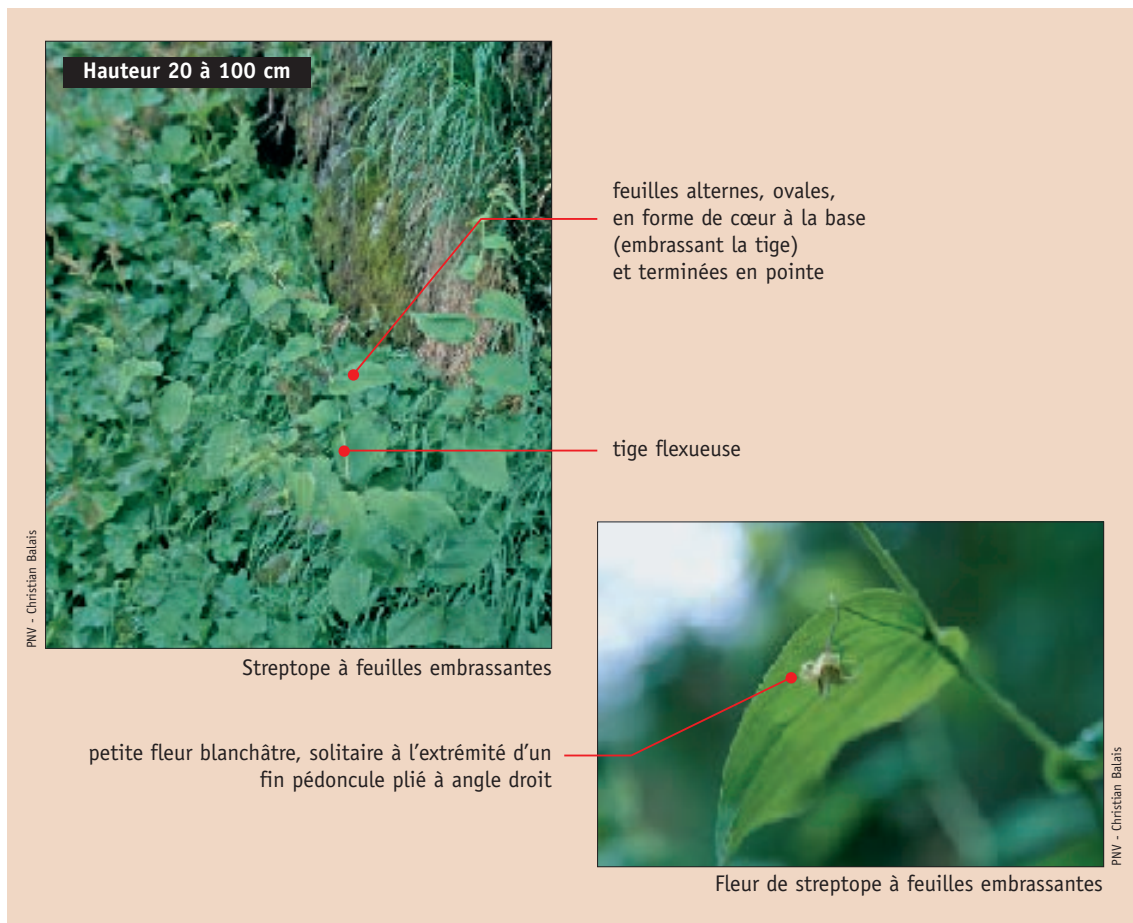 Hauteur 20 à 100 cm
feuilles alternes, ovales,
en forme de cœur à la base
(embrassant la tige)
et terminées en pointe
tige flexueuse
PNV - Christian Balais
Streptope à feuilles embrassantes
petite fleur blanchâtre, solitaire à l'extrémité d'un
fin pédoncule plié à angle droit
PNV - Christian Balais
Fleur de streptope à feuilles embrassantes